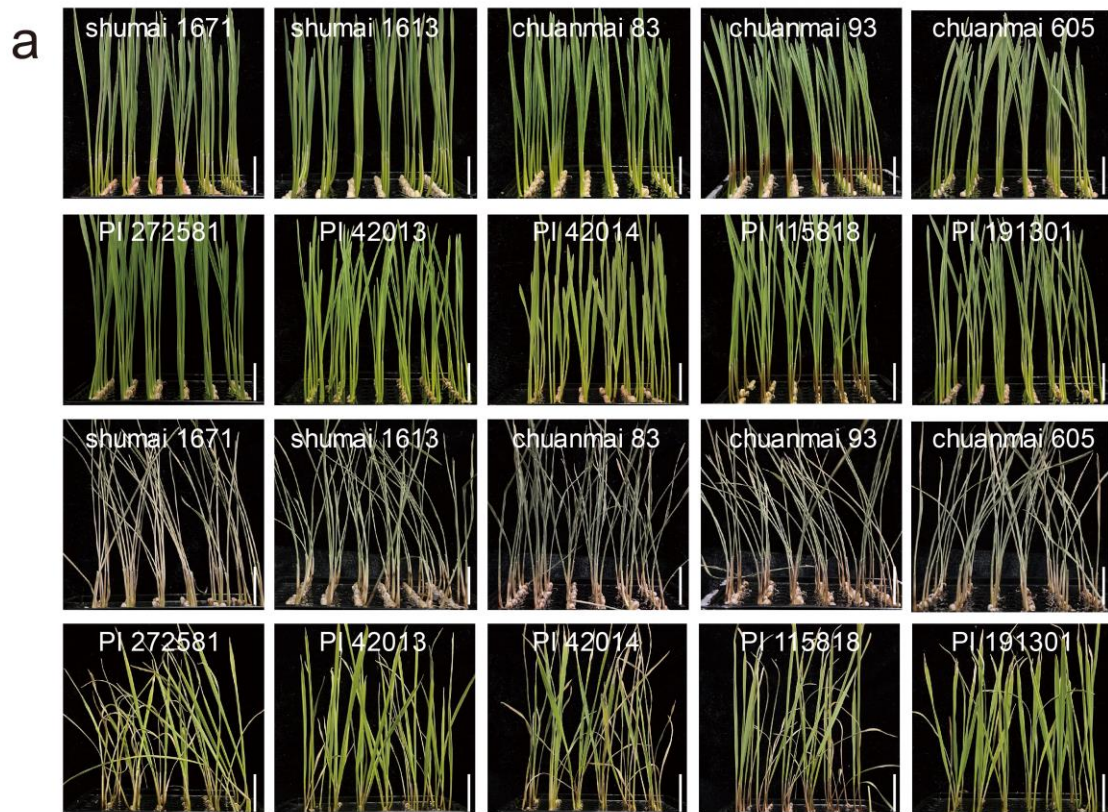 a
shumai 1671
shumai 1613
chuanmai 83
chuanmai 93
chuanmai 605
PI 272581
PI 42013
PI 42014
PI 115818
PI 191301
shumai 1671
shumai 1613
chuanmai 83
chuanmai 93
chuanmai 605
PI 272581
PI 42013
PI 42014
PI 115818
PI 191301